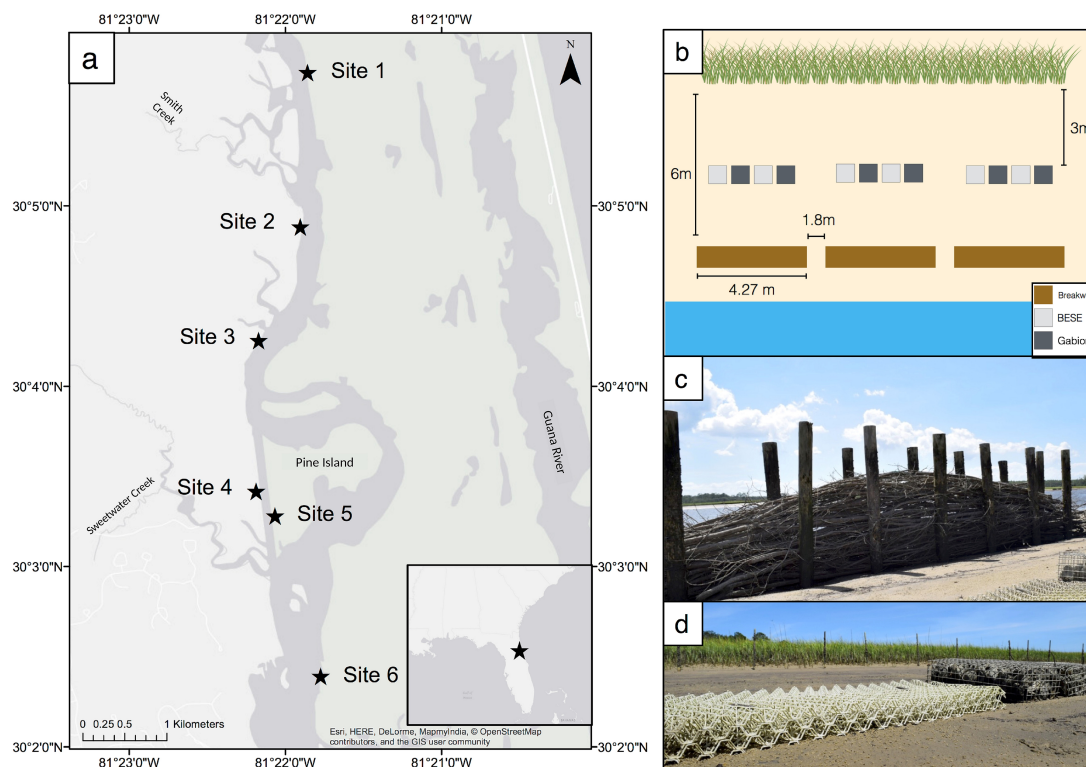 81°23'0"W
81°22'0"W
81°21'0"W
a
N
Site 1
Smith
Creek
30°5'0"N
30°5'0"N
Site 2
Site 3
30°4'0"N
30°4'0"N
Guana River
Pine Island
Site 4
Sweetwater Creek
Site 5
30°3'0"N
30°3'0"N
Site 6
0 0.25 0.5 1 Kilometers
Esri, HERE, DeLorme, MapmyIndia, © OpenStreetMap
contributors, and the GIS user community
30°2'0"N
30°2'0"N
81°23'0"W
81°22'0"W
81°21'0"W
b
3m
6m
1.8m
4.27 m
Breakw
BESE
Gabion
c
d